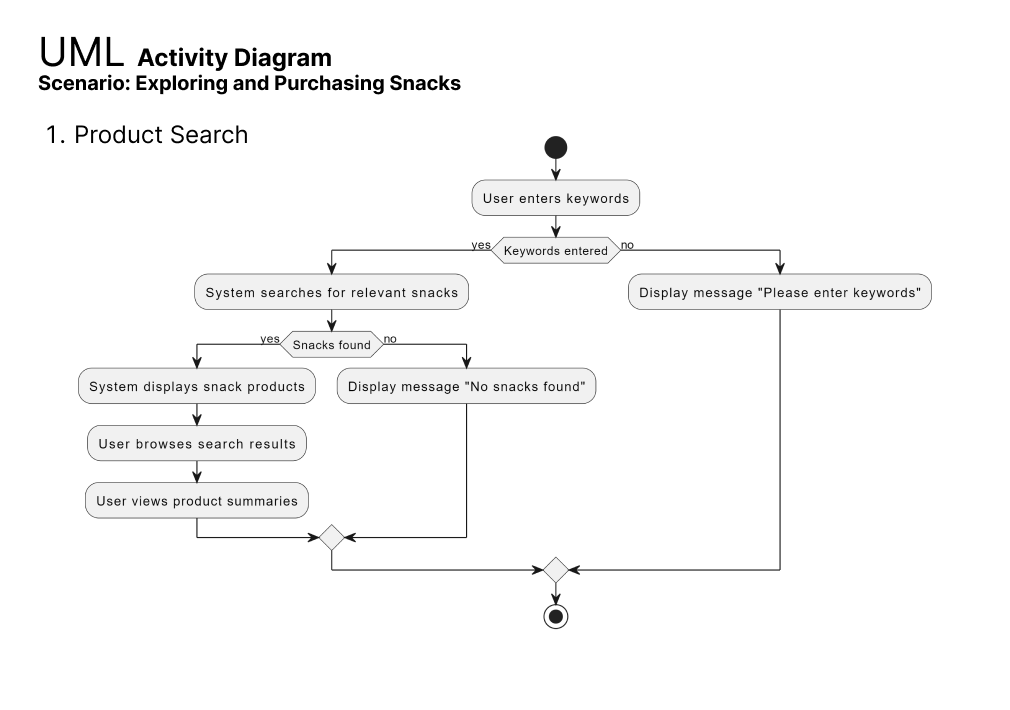 UML Activity Diagram
Scenario: Exploring and Purchasing Snacks
1. Product Search
User enters keywords
yes
Keywords entered
no
System searches for relevant snacks
Display message "Please enter keywords"
yes
Snacks found
no
System displays snack products
Display message "No snacks found"
User browses search results
User views product summaries